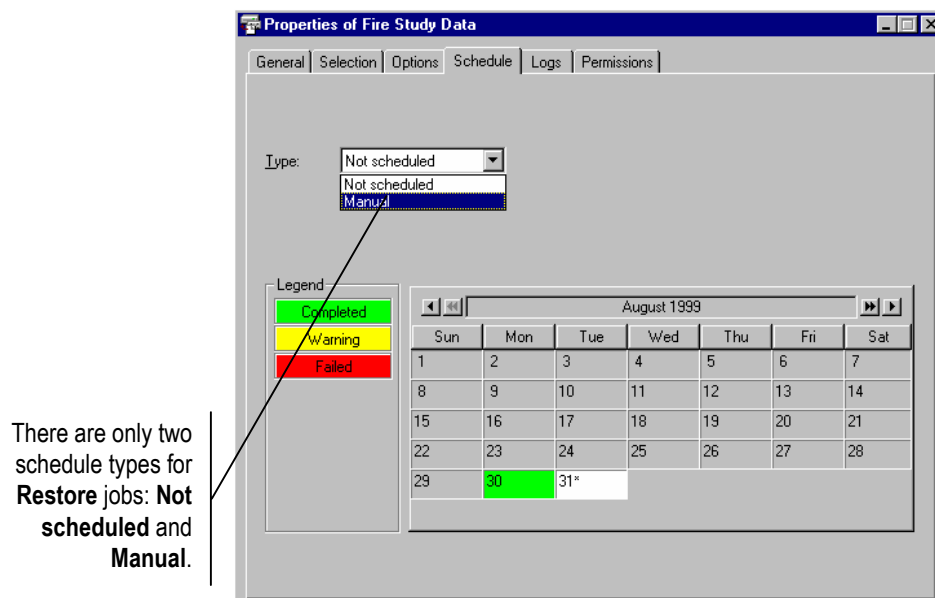 Properties of Fire Study Data
General Selection Options Schedule Logs Permissions
Type: Not scheduled
Not scheduled
Manual
Legend
Completed
Warning
Failed
August 1999
Sun Mon Tue Wed Thu Fri Sat
1 2 3 4 5 6 7
8 9 10 11 12 13 14
15 16 17 18 19 20 21
22 23 24 25 26 27 28
29 30 31*
There are only two
schedule types for
Restore jobs: Not
scheduled and
Manual.